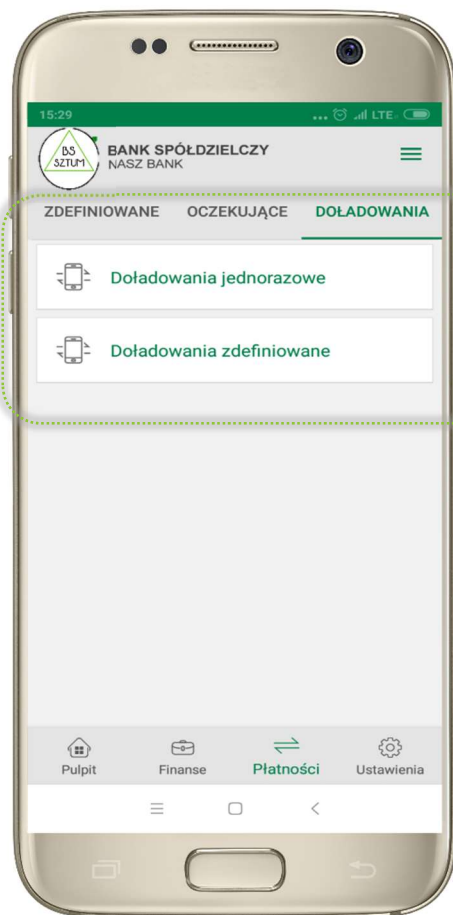 15:29
... LTE
BS
SZTUM
BANK SPÓŁDZIELCZY
NASZ BANK
ZDEFINIOWANE OCZEKUJĄCE DOŁADOWANIA
Doładowania jednorazowe
Doładowania zdefiniowane
Pulpit Finanse Płatności Ustawienia